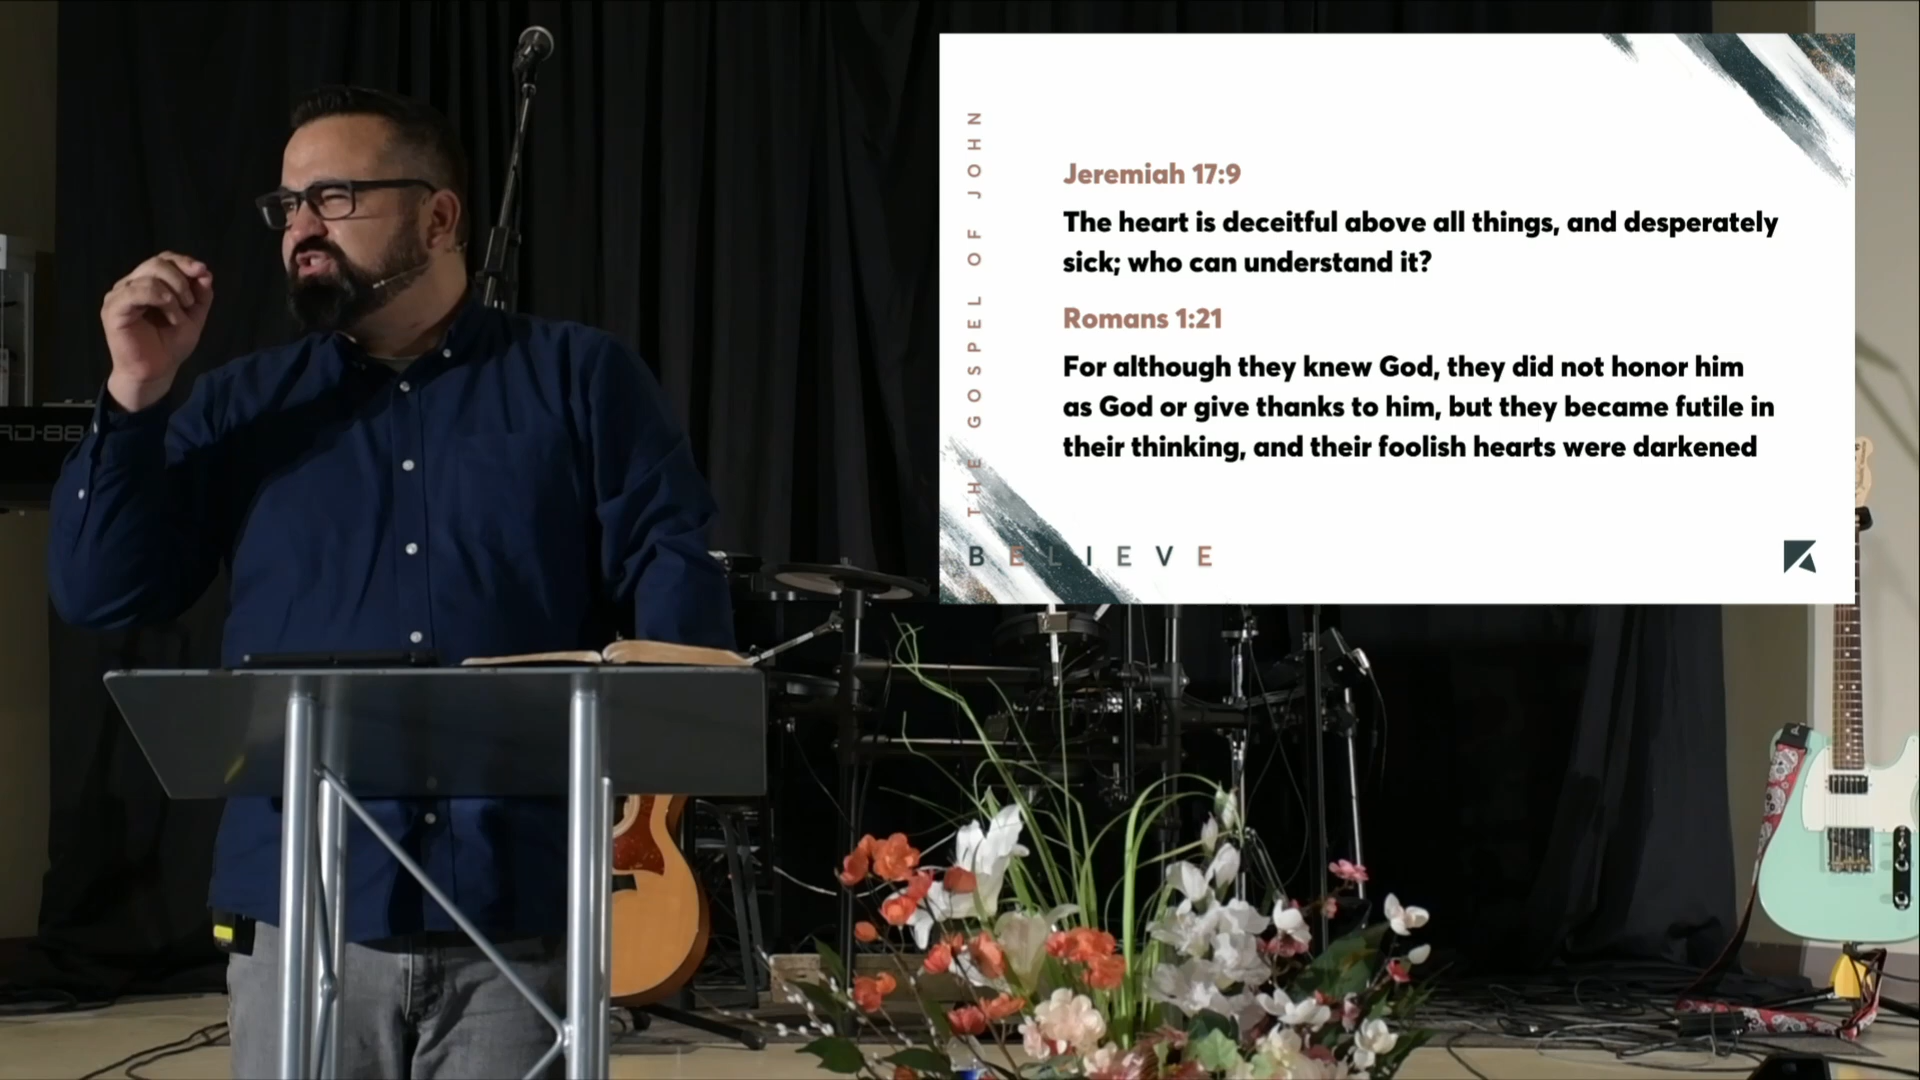 THE GOSPEL OF JOHN
Jeremiah 17:9
The heart is deceitful above all things, and desperately
sick; who can understand it?
Romans 1:21
For although they knew God, they did not honor him
as God or give thanks to him, but they became futile in
their thinking, and their foolish hearts were darkened
BELIEVE
RD-88